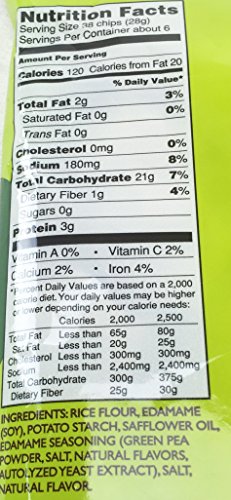 Nutrition Facts
Serving Size 38 chips (28g)
Servings Per Container about 6
Amount Per Serving
Calories 120 Calories from Fat 20
% Daily Value*
Total Fat 2g 3%
Saturated Fat 0g 0%
Trans Fat 0g
Cholesterol 0mg 0%
Sodium 180mg 8%
Total Carbohydrate 21g 7%
Dietary Fiber 1g 4%
Sugars 0g
Protein 3g
Vitamin A 0% • Vitamin C 2%
Calcium 2% • Iron 4%
*Percent Daily Values are based on a 2,000
calorie diet. Your daily values may be higher
or lower depending on your calorie needs:
Calories 2,000 2,500
Total Fat Less than 65g 80g
Sat Fat Less than 20g 25g
Cholesterol Less than 300mg 300mg
Sodium Less than 2,400mg 2,400mg
Total Carbohydrate 300g 375g
Dietary Fiber 25g 30g
INGREDIENTS: RICE FLOUR, EDAMAME
(SOY), POTATO STARCH, SAFFLOWER OIL,
EDAMAME SEASONING (GREEN PEA
POWDER, SALT, NATURAL FLAVORS,
AUTOLYZED YEAST EXTRACT), SALT,
NATURAL FLAVOR.